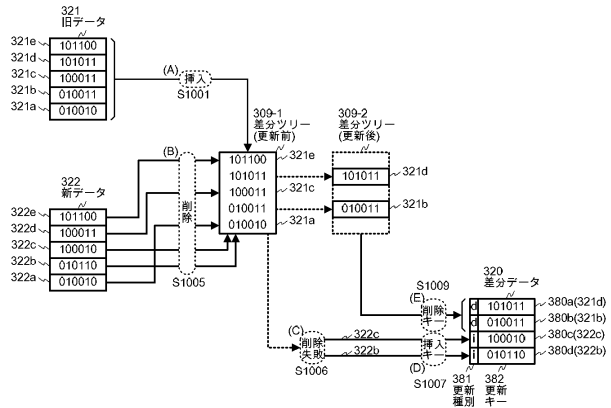 321
旧データ
321e 101100
321d 101011
321c 100011
321b 010011
321a 010010
(A)
挿入
S1001
309-1
差分ツリー
(更新前)
101100 321e
101011
100011 321c
010011
010010 321a
309-2
差分ツリー
(更新後)
101011 321d
010011 321b
(B)
削除
S1005
322
新データ
322e 101100
322d 100011
322c 100010
322b 010110
322a 010010
(C)
削除
失敗
S1006
322c
322b
S1009
(E)
削除
キー
挿入
キー
(D)
S1007
320
差分データ
d 101011 380a(321d)
d 010011 380b(321b)
i 100010 380c(322c)
i 010110 380d(322b)
381
更新
種別
382
更新
キー